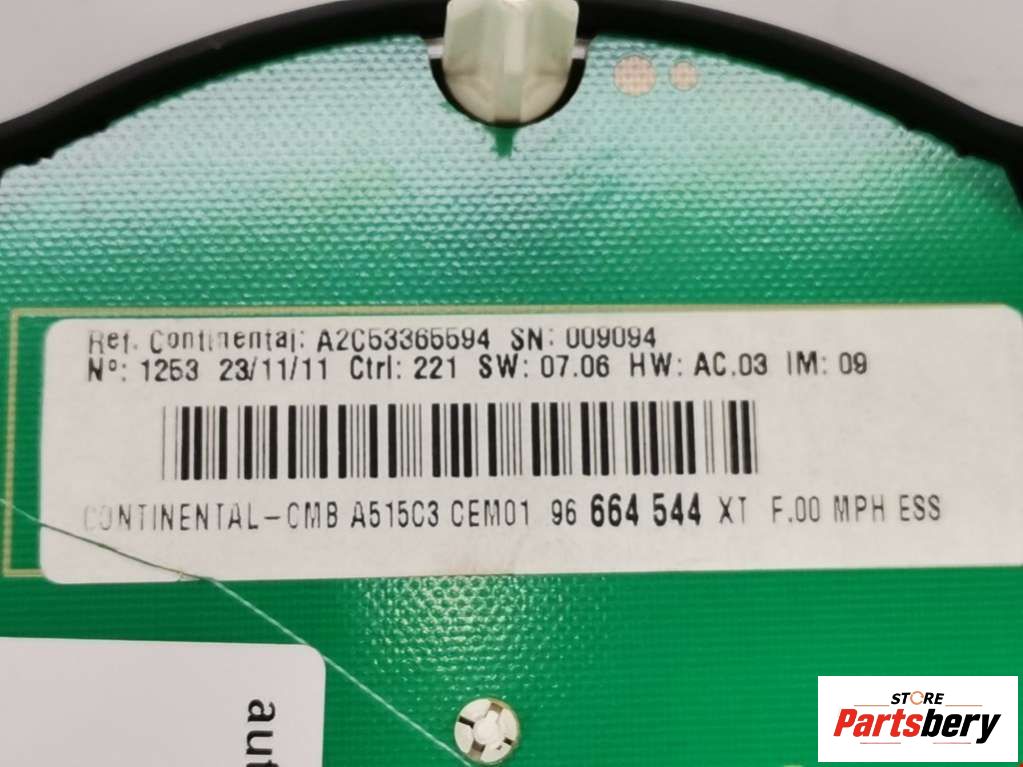 Ref. Continental: A2C53365594 SN: 009094
Nº: 1253 23/11/11 Ctrl: 221 SW: 07.06 HW: AC.03 IM: 09
CONTINENTAL-CMB A515C3 CEM01 96 664 544 XT F.00 MPH ESS
aut
STORE
Partsbery